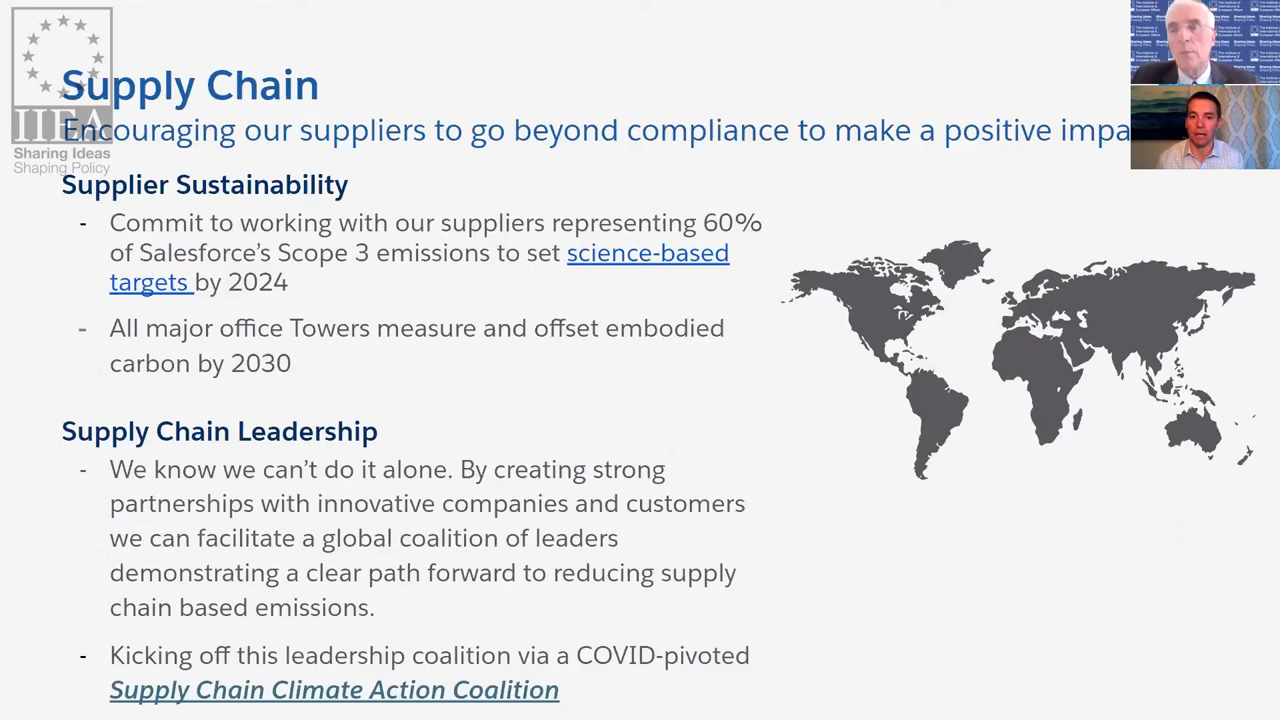 IIEA
Sharing Ideas
Shaping Policy
Supply Chain
Encouraging our suppliers to go beyond compliance to make a positive impa
Supplier Sustainability
- Commit to working with our suppliers representing 60%
of Salesforce's Scope 3 emissions to set science-based
targets by 2024
- All major office Towers measure and offset embodied
carbon by 2030
Supply Chain Leadership
- We know we can't do it alone. By creating strong
partnerships with innovative companies and customers
we can facilitate a global coalition of leaders
demonstrating a clear path forward to reducing supply
chain based emissions.
- Kicking off this leadership coalition via a COVID-pivoted
Supply Chain Climate Action Coalition